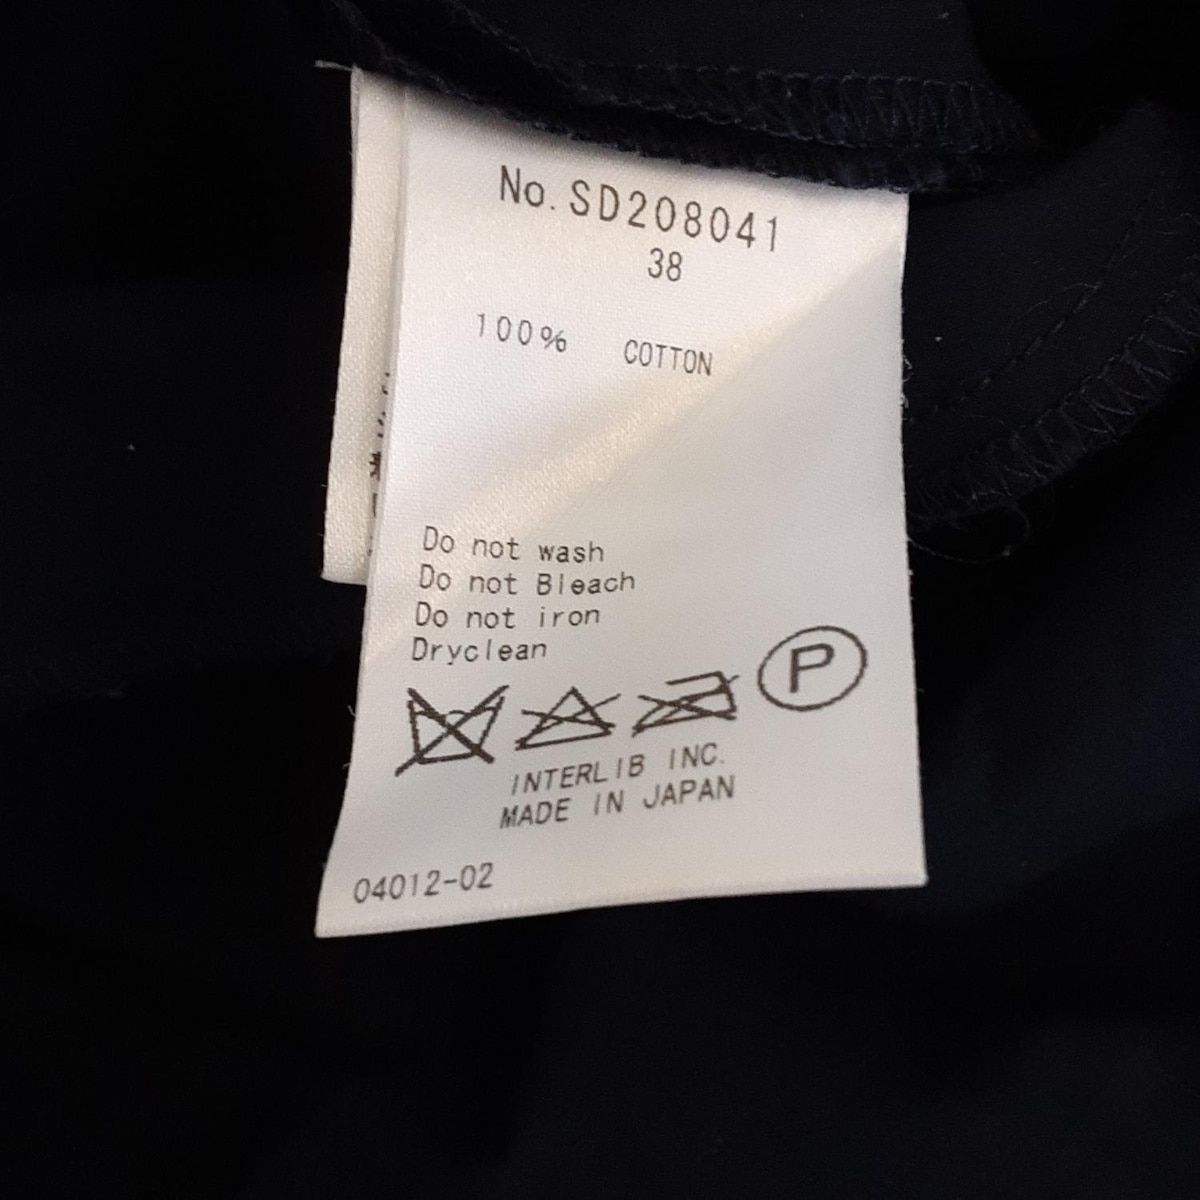 No. SD208041
38
100% COTTON
Do not wash
Do not Bleach
Do not iron
Dryclean
P
INTERLIB INC.
MADE IN JAPAN
04012-02